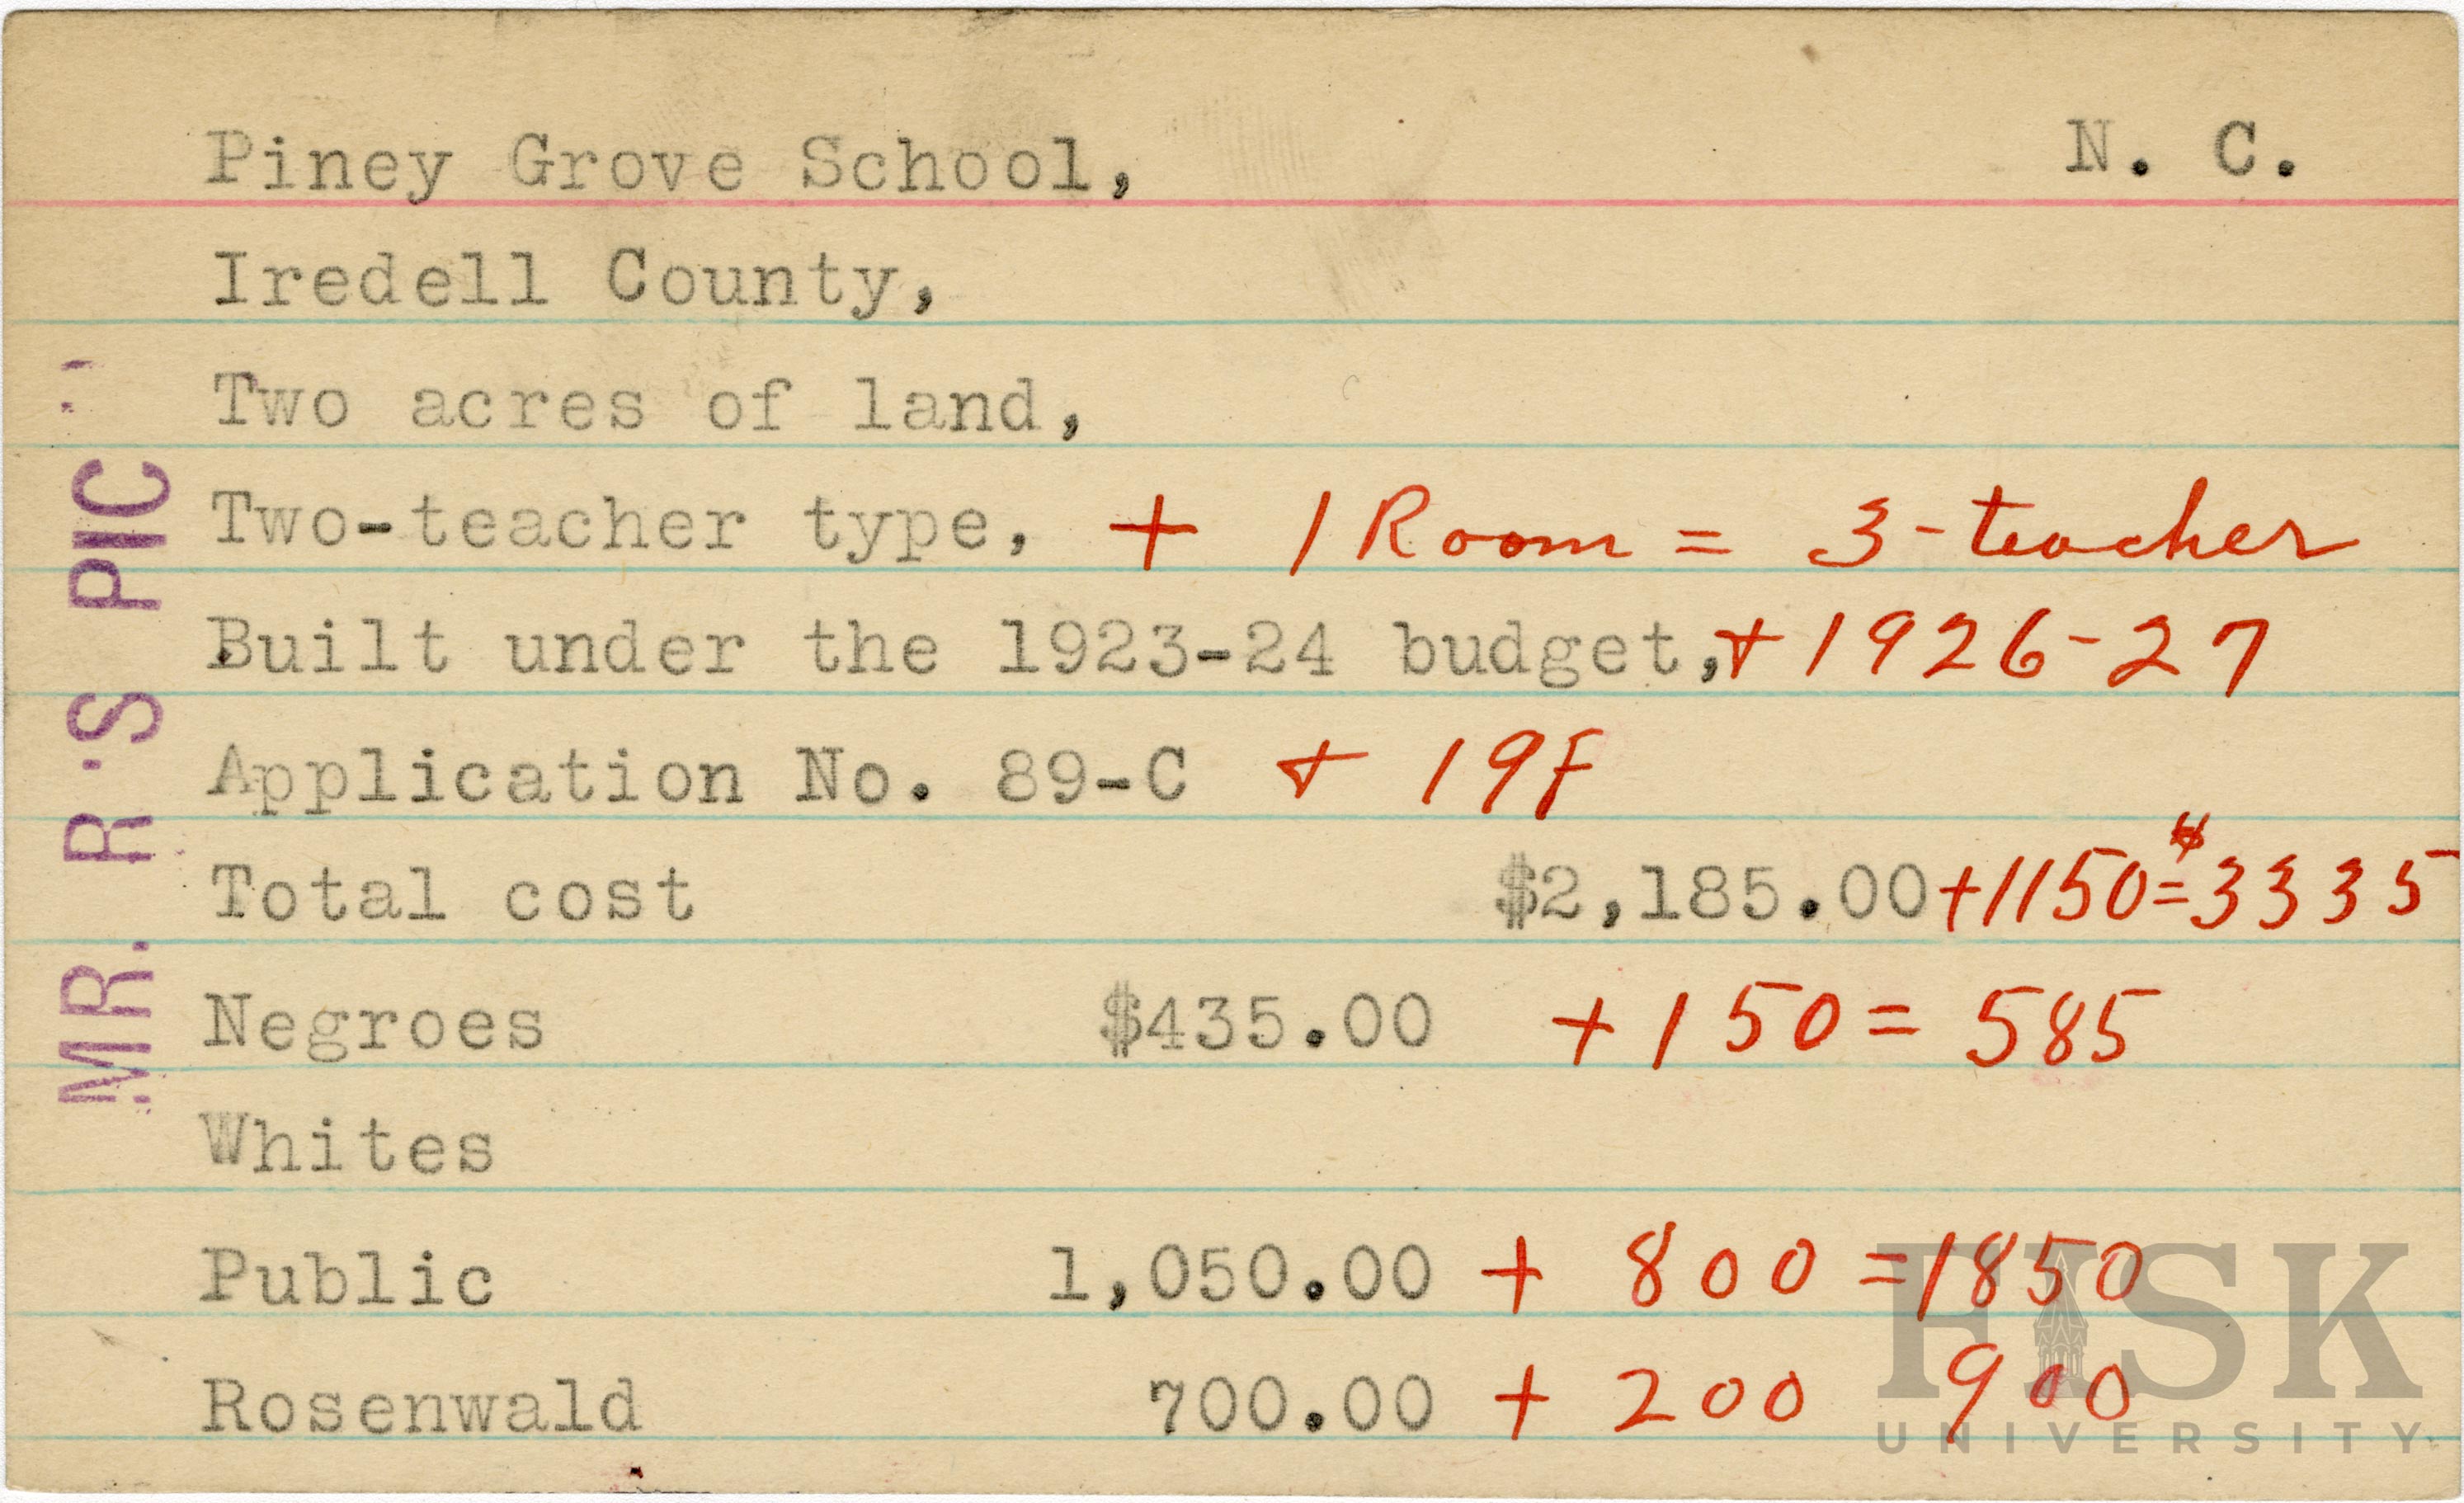 Piney Grove School, N. C.
Iredell County,
Two acres of land,
Two-teacher type, + 1 Room = 3-teacher
Built under the 1923-24 budget, + 1926-27
Application No. 89-C + 19F
Total cost $2,185.00 +1150= $3335
Negroes $435.00 +150= 585
Whites
Public 1,050.00 + 800 =1850
Rosenwald 700.00 + 200 900
MR. R'S PIC
FISK
UNIVERSITY